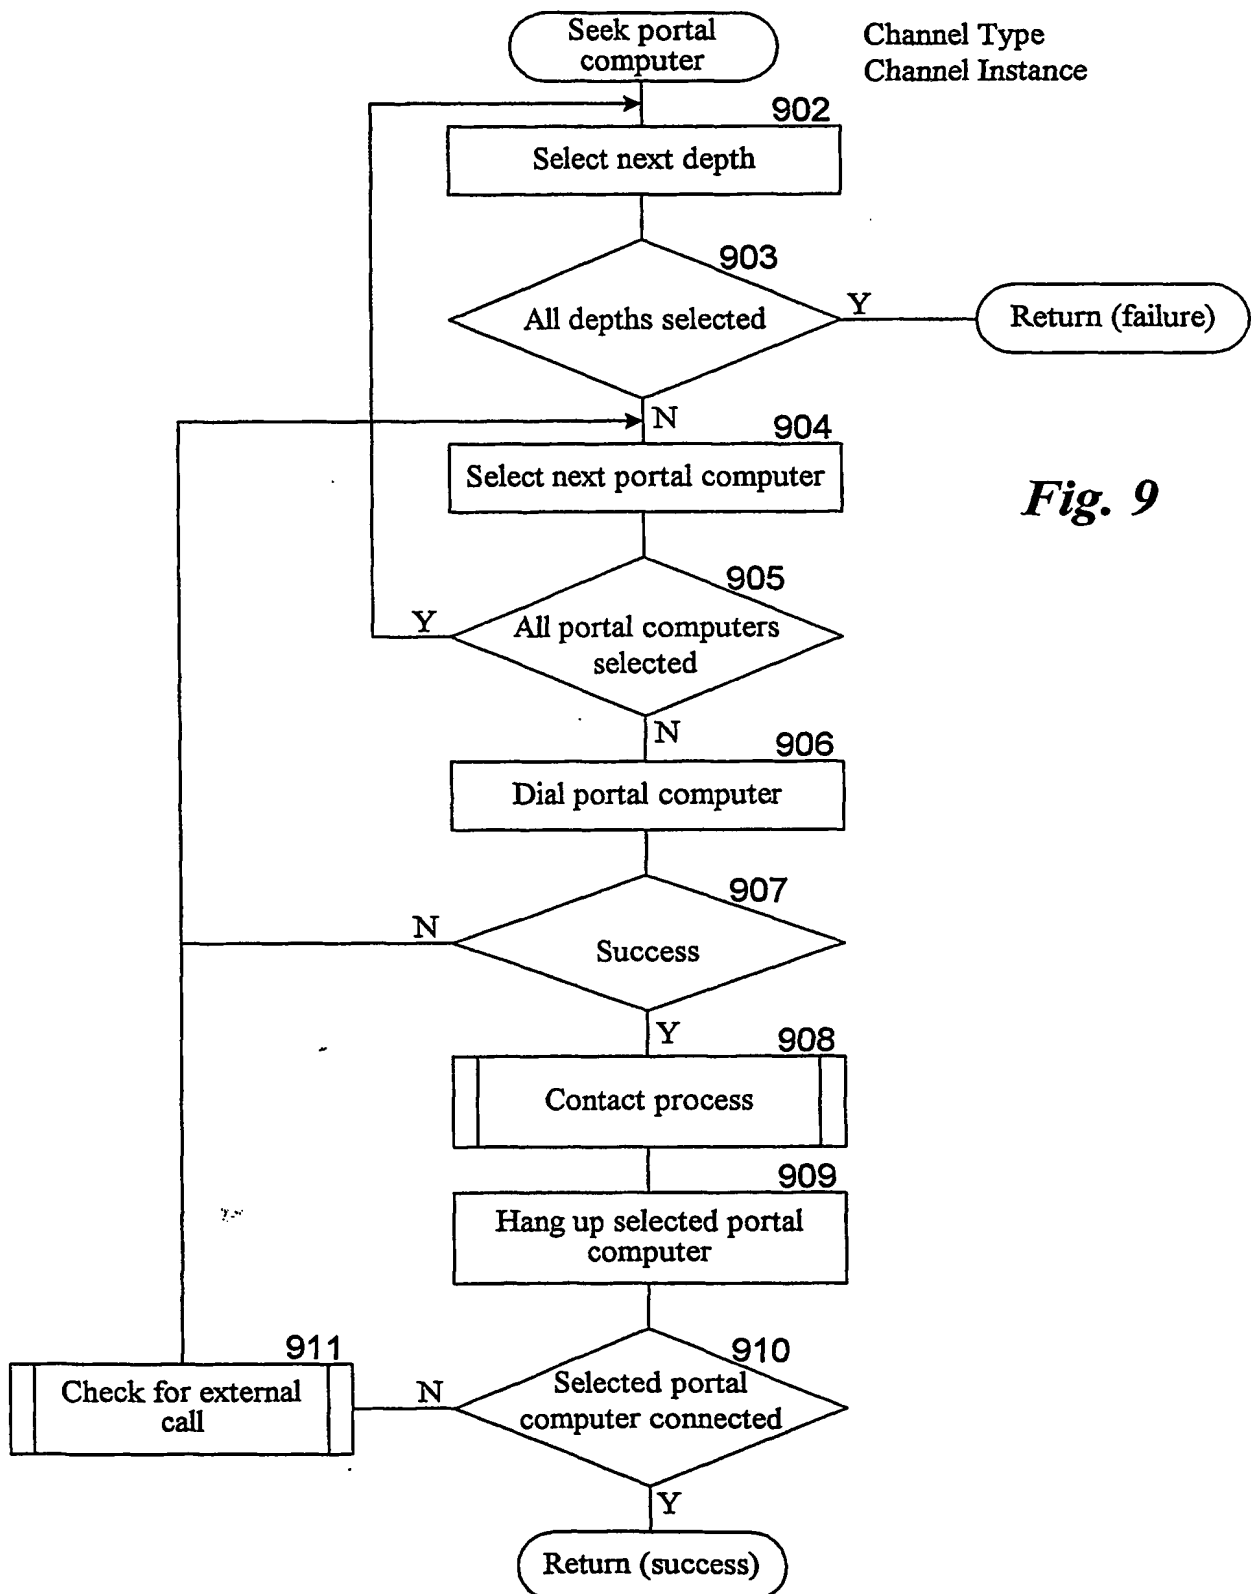 Seek portal
computer
Channel Type
Channel Instance
902
Select next depth
903
All depths selected
Y
Return (failure)
N
904
Select next portal computer
Fig. 9
905
Y
All portal computers
selected
N
906
Dial portal computer
907
N
Success
Y
908
Contact process
909
Hang up selected portal
computer
911
910
Check for external
call
N
Selected portal
computer connected
Y
Return (success)